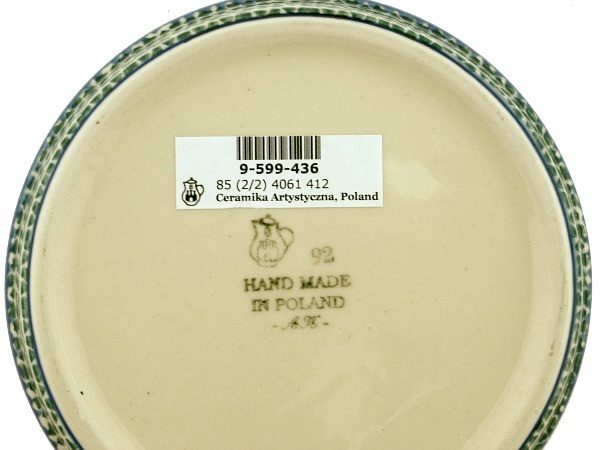 9-599-436
85 (2/2) 4061 412
Ceramika Artystyczna, Poland
92
HAND MADE
IN POLAND